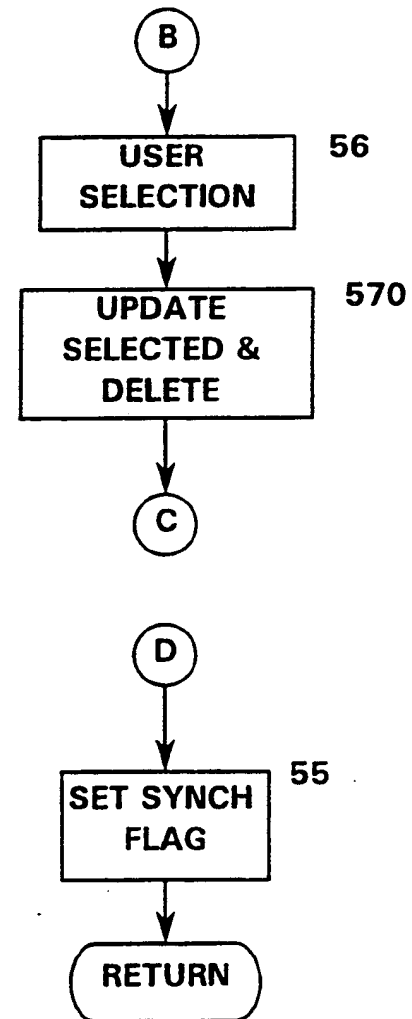 B
USER 56
SELECTION
UPDATE 570
SELECTED &
DELETE
C
D
SET SYNCH 55
FLAG
RETURN